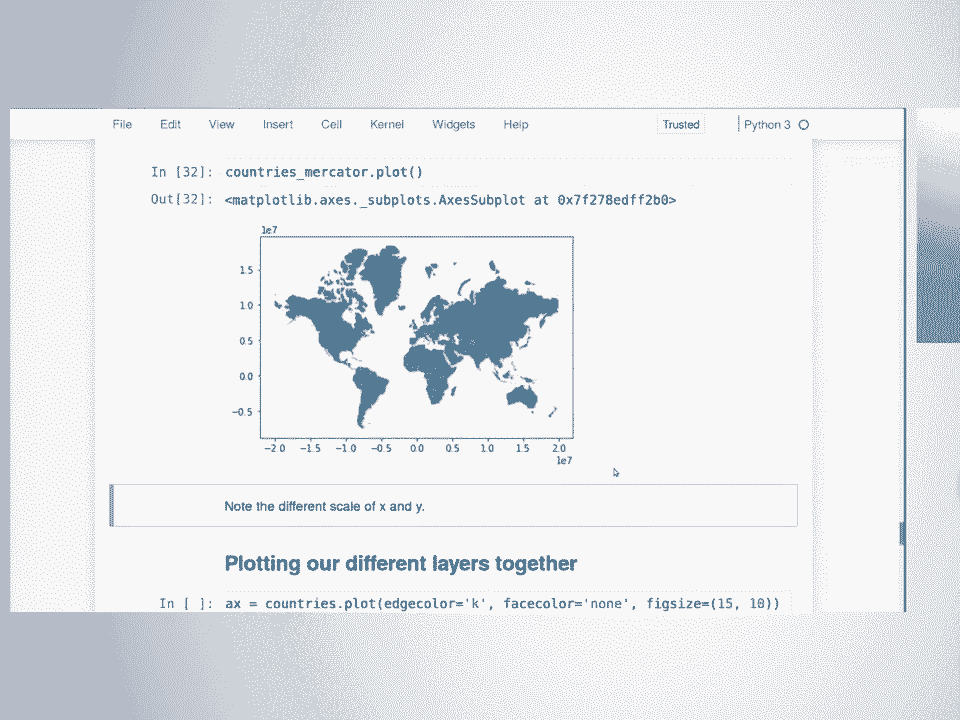 File Edit View Insert Cell Kernel Widgets Help Trusted Python 3
In [32]: countries_mercator.plot()
Out[32]: <matplotlib.axes._subplots.AxesSubplot at 0x7f278edff2b0>
1e7
1.5
1.0
0.5
0.0
−0.5
−2.0 −1.5 −1.0 −0.5 0.0 0.5 1.0 1.5 2.0
1e7
Note the different scale of x and y.
Plotting our different layers together
In [ ]: ax = countries.plot(edgecolor='k', facecolor='none', figsize=(15, 10))